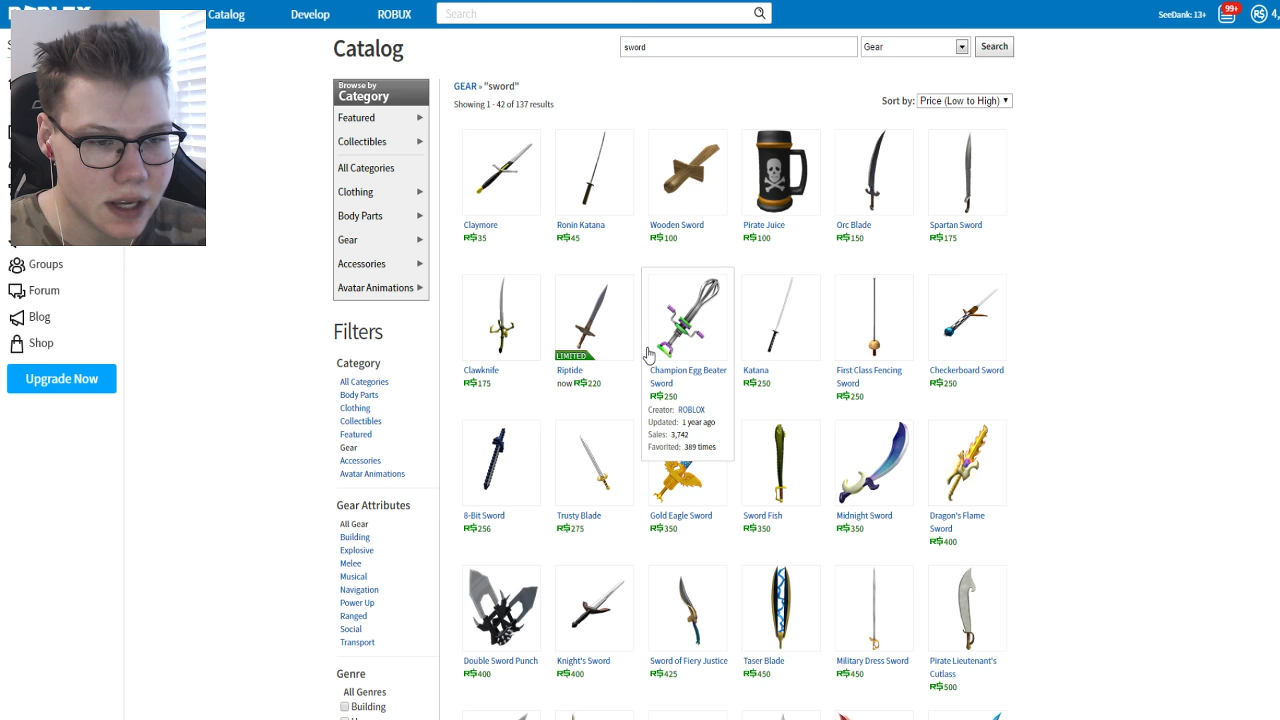 Catalog
Develop
ROBUX
Search
SeeDank: 13+
99+
R$ 4,
Catalog
sword
Gear
Search
Browse by
Category
Featured
Collectibles
All Categories
Clothing
Body Parts
Gear
Accessories
Avatar Animations
GEAR » "sword"
Showing 1 - 42 of 137 results
Sort by: Price (Low to High)
Claymore
R$35
Ronin Katana
R$45
Wooden Sword
R$100
Pirate Juice
R$100
Orc Blade
R$150
Spartan Sword
R$175
Clawknife
R$175
LIMITED
Riptide
now R$220
Champion Egg Beater
Sword
R$250
Creator: ROBLOX
Updated: 1 year ago
Sales: 3,742
Favorited: 389 times
Katana
R$250
First Class Fencing
Sword
R$250
Checkerboard Sword
R$250
8-Bit Sword
R$256
Trusty Blade
R$275
Gold Eagle Sword
R$350
Sword Fish
R$350
Midnight Sword
R$350
Dragon's Flame
Sword
R$400
Double Sword Punch
R$400
Knight's Sword
R$400
Sword of Fiery Justice
R$425
Taser Blade
R$450
Military Dress Sword
R$450
Pirate Lieutenant's
Cutlass
R$500
Groups
Forum
Blog
Shop
Upgrade Now
Filters
Category
All Categories
Body Parts
Clothing
Collectibles
Featured
Gear
Accessories
Avatar Animations
Gear Attributes
All Gear
Building
Explosive
Melee
Musical
Navigation
Power Up
Ranged
Social
Transport
Genre
All Genres
Building